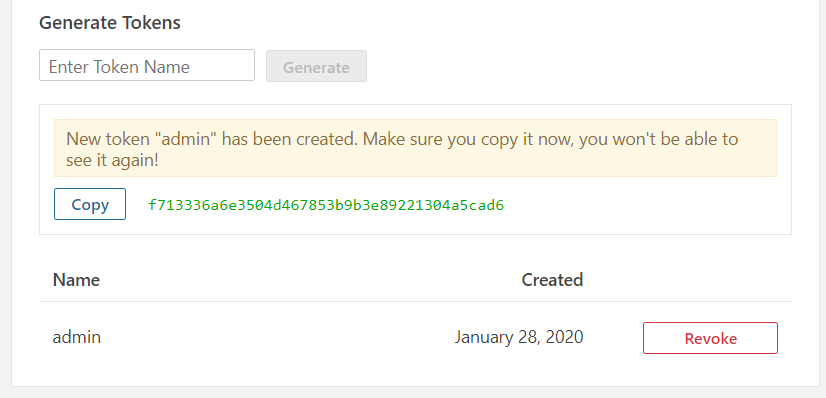 Generate Tokens
Enter Token Name
Generate
New token "admin" has been created. Make sure you copy it now, you won't be able to
see it again!
Copy f713336a6e3504d467853b9b3e89221304a5cad6
Name Created
admin January 28, 2020 Revoke